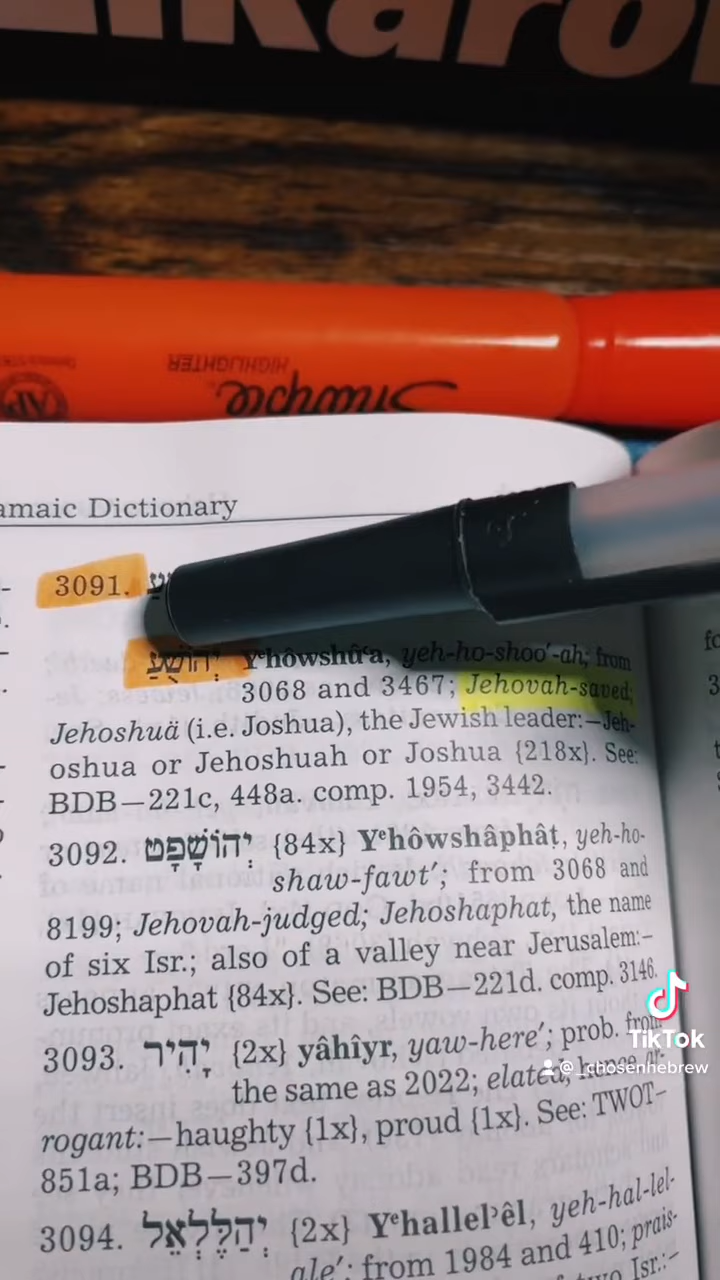 Sharpie
HIGHLIGHTER
AP
amaic Dictionary
3091.
יְהוֹשֻׁעַ Yᵉhôwshûʻa, yeh-ho-shoo′-ah; from
3068 and 3467; Jehovah-saved;
Jehoshuä (i.e. Joshua), the Jewish leader:–Jeh-
oshua or Jehoshuah or Joshua {218x}. See:
BDB–221c, 448a. comp. 1954, 3442.
3092. יְהוֹשָׁפָט {84x} Yᵉhôwshâphâṭ, yeh-ho-
shaw-fawt′; from 3068 and
8199; Jehovah-judged; Jehoshaphat, the name
of six Isr.; also of a valley near Jerusalem:–
Jehoshaphat {84x}. See: BDB–221d. comp. 3146.
3093. יָהִיר {2x} yâhîyr, yaw-here′; prob. from
the same as 2022; elated, hence ar-
rogant:–haughty {1x}, proud {1x}. See: TWOT–
851a; BDB–397d.
3094. יְהַלֶּלְאֵל {2x} Yᵉhallelʼêl, yeh-hal-lel-
ale′; from 1984 and 410; prais-
Isr.:–
TikTok
@_chosenhebrew